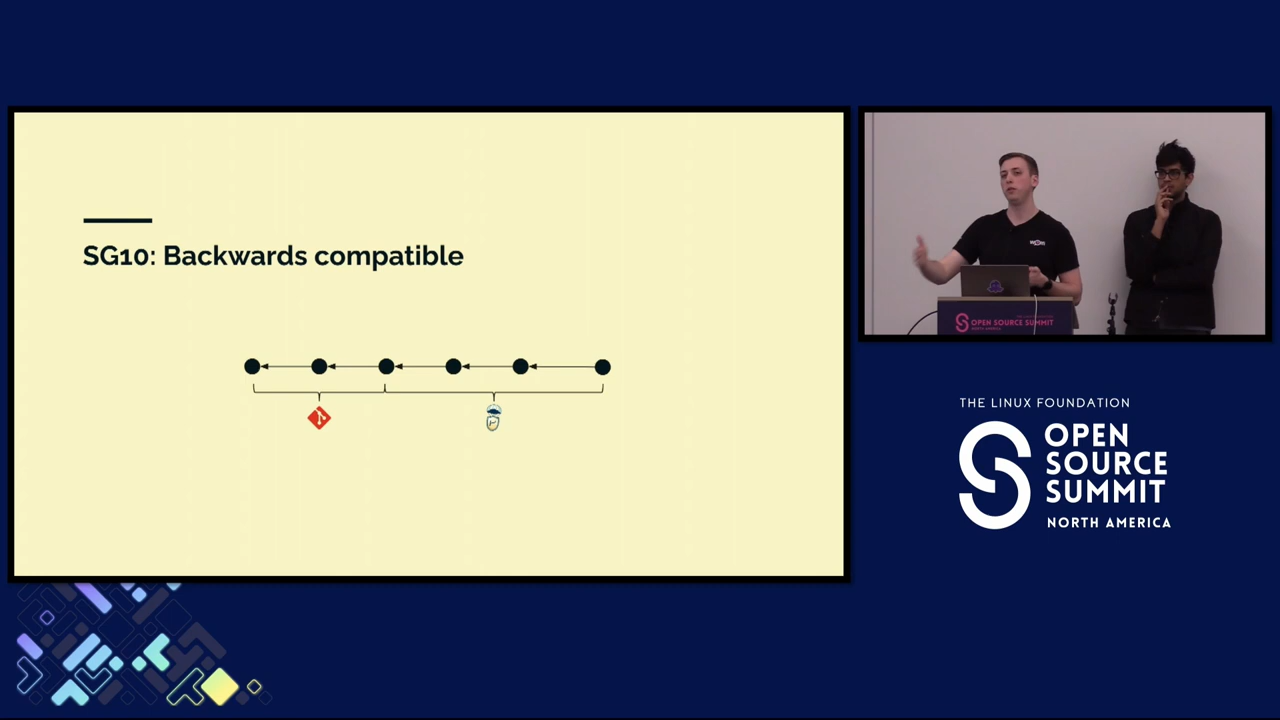 SG10: Backwards compatible
OPEN SOURCE SUMMIT
THE LINUX FOUNDATION
OPEN
SOURCE
SUMMIT
NORTH AMERICA